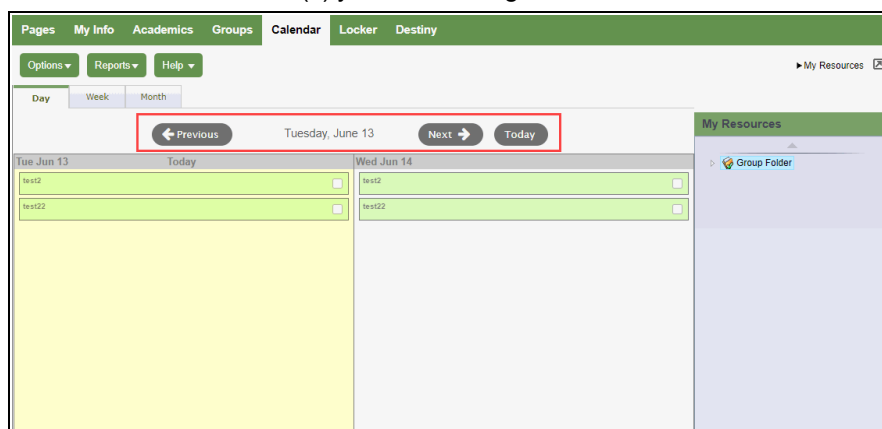 Pages My Info Academics Groups Calendar Locker Destiny
Options Reports Help
My Resources
Day Week Month
Previous Tuesday, June 13 Next Today
My Resources
Tue Jun 13 Today Wed Jun 14
Group Folder
test2 test2
test22 test22